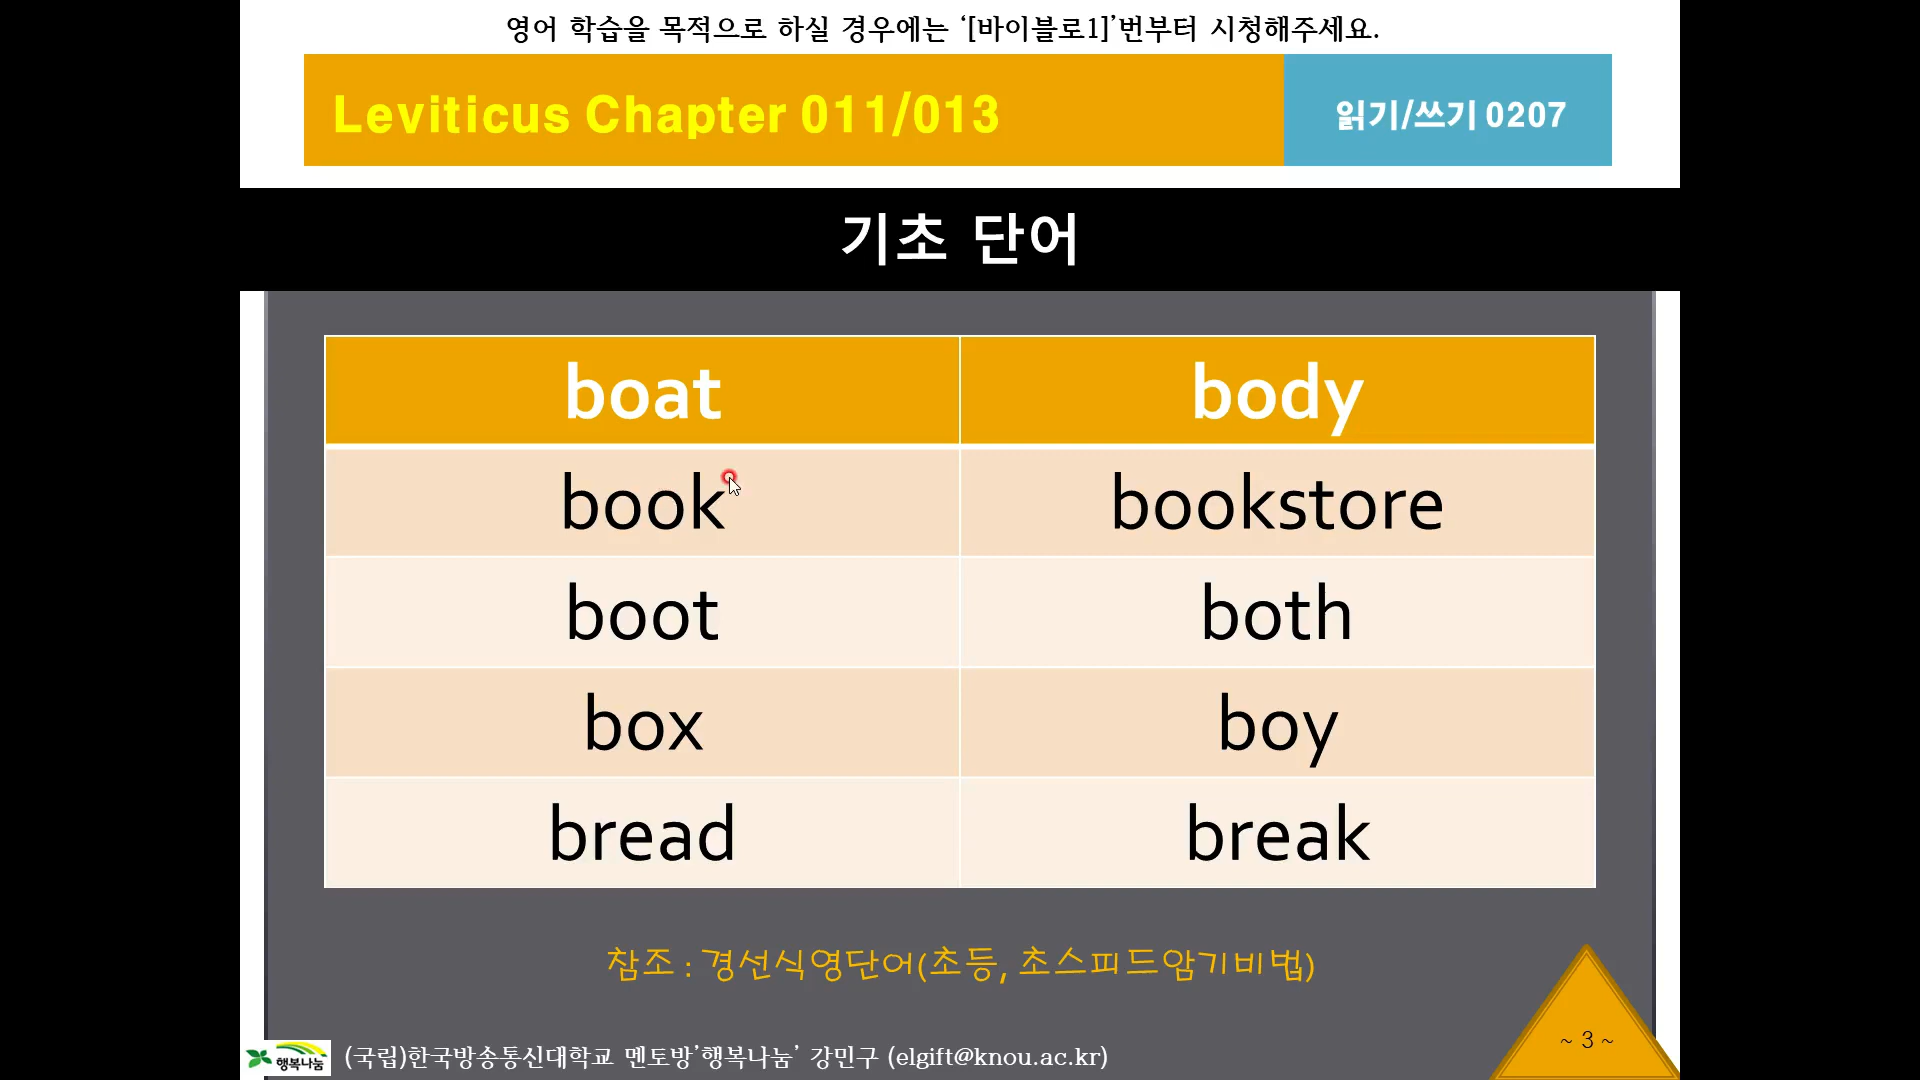 영어 학습을 목적으로 하실 경우에는 ‘[바이블로1]’번부터 시청해주세요.
Leviticus Chapter 011/013
읽기/쓰기 0207
기초 단어
boat body
book bookstore
boot both
box boy
bread break
참조 : 경선식영단어(초등, 초스피드암기비법)
~ 3 ~
행복나눔
(국립)한국방송통신대학교 멘토방’행복나눔’ 강민구 (elgift@knou.ac.kr)